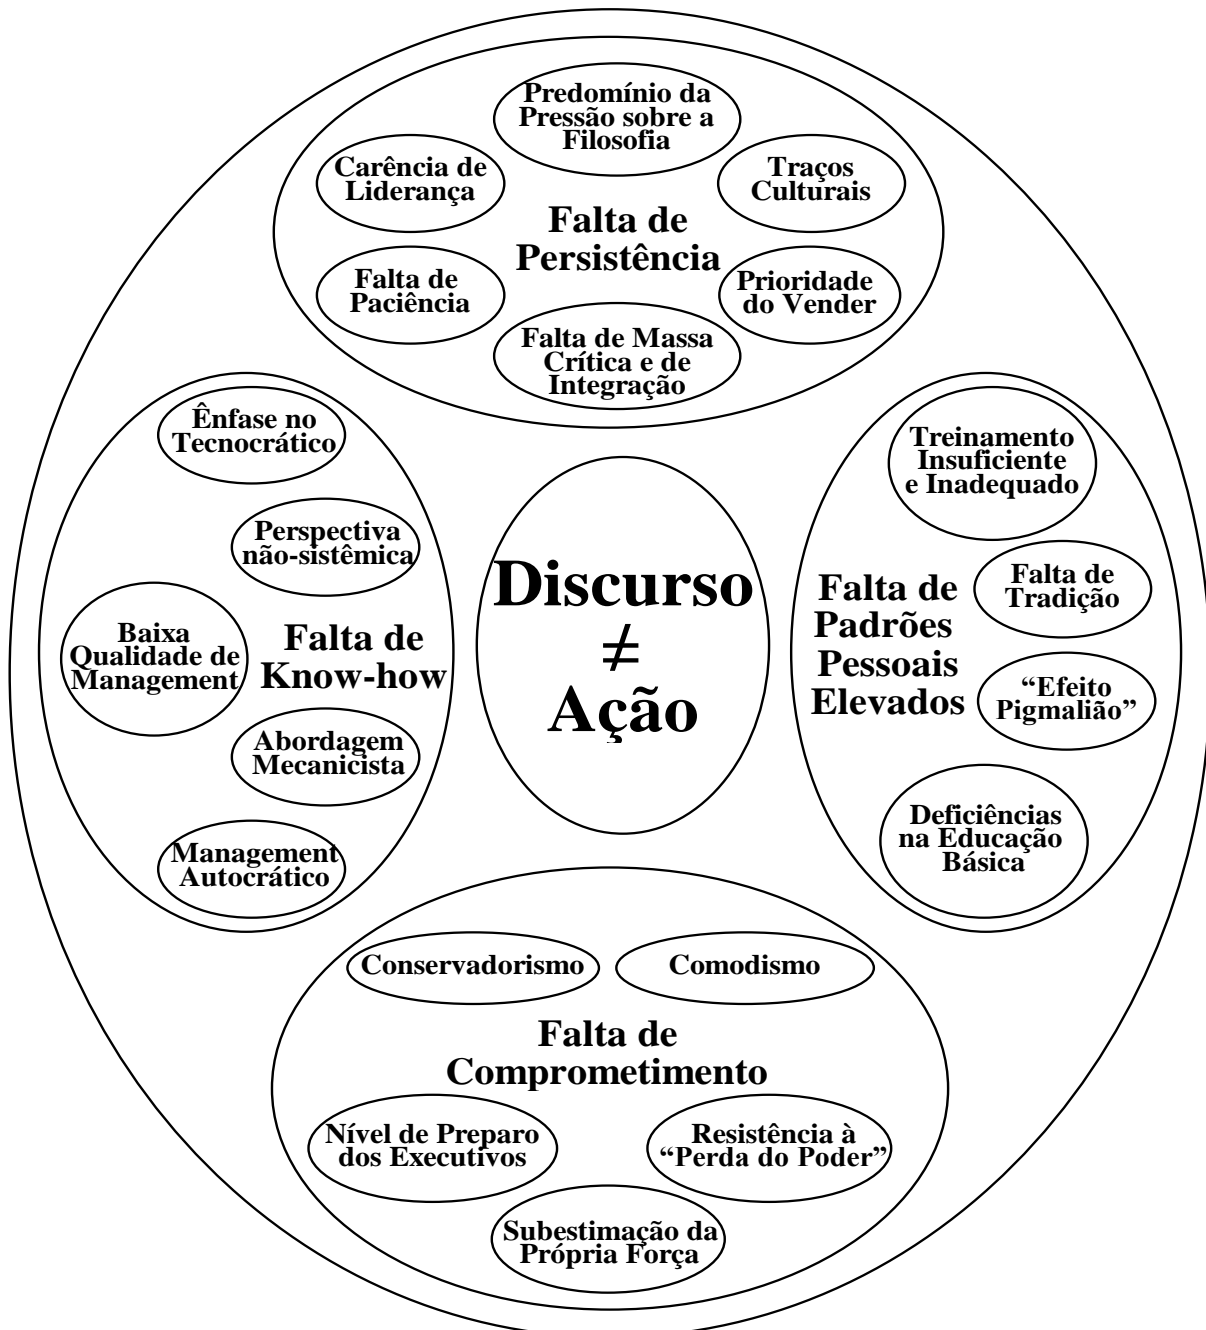 Predomínio da
Pressão sobre a
Filosofia
Carência de
Liderança
Traços
Culturais
Falta de
Persistência
Falta de
Paciência
Prioridade
do Vender
Falta de Massa
Crítica e de
Integração
Ênfase no
Tecnocrático
Perspectiva
não-sistêmica
Baixa
Qualidade de
Management
Falta de
Know-how
Abordagem
Mecanicista
Management
Autocrático
Discurso
≠
Ação
Treinamento
Insuficiente
e Inadequado
Falta de
Tradição
Falta de
Padrões
Pessoais
Elevados
“Efeito
Pigmalião”
Deficiências
na Educação
Básica
Conservadorismo
Comodismo
Falta de
Comprometimento
Nível de Preparo
dos Executivos
Resistência à
“Perda do Poder”
Subestimação da
Própria Força